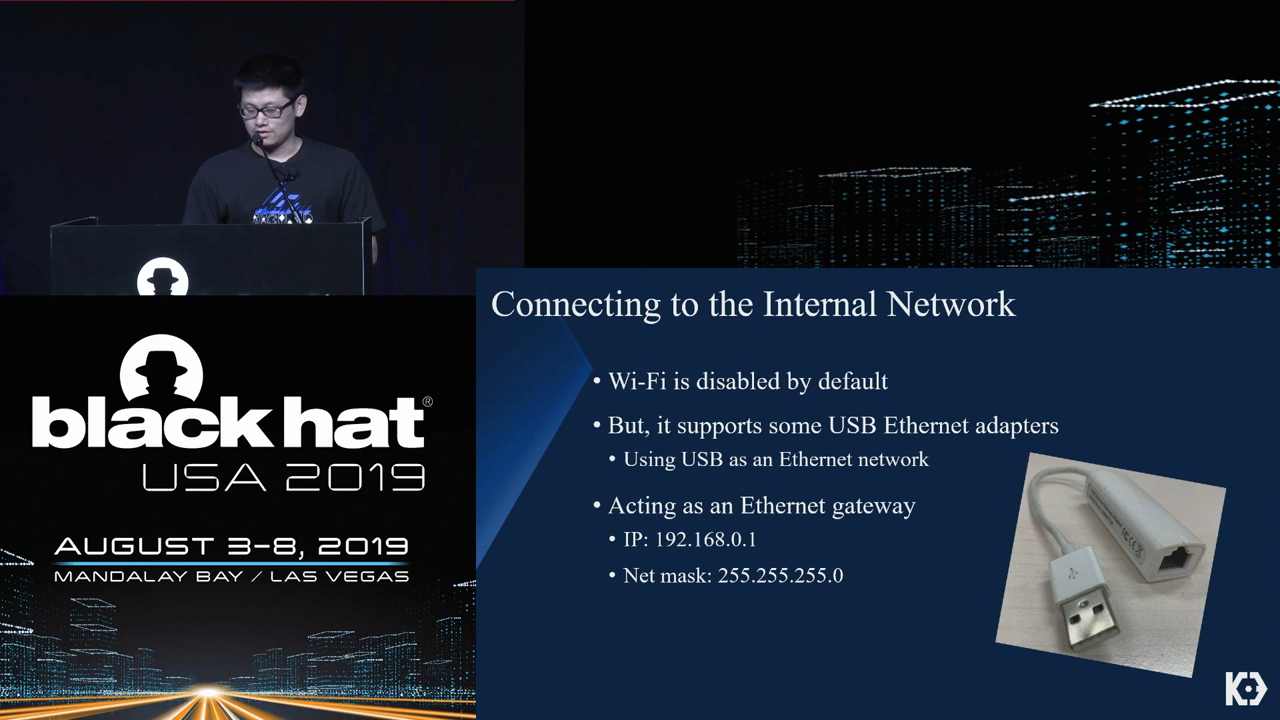 Connecting to the Internal Network
• Wi-Fi is disabled by default
• But, it supports some USB Ethernet adapters
• Using USB as an Ethernet network
• Acting as an Ethernet gateway
• IP: 192.168.0.1
• Net mask: 255.255.255.0
black hat®
USA 2019
AUGUST 3-8, 2019
MANDALAY BAY / LAS VEGAS